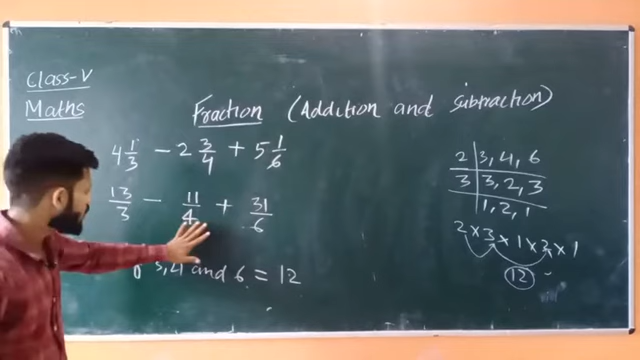 Class-V
Maths
Fraction (Addition and Subtraction)
4 1/3 - 2 3/4 + 5 1/6
13/3 - 11/4 + 31/6
3, 4 and 6 = 12
2 | 3, 4, 6
3 | 3, 2, 3
1, 2, 1
2 × 3 × 1 × 2 × 1
12